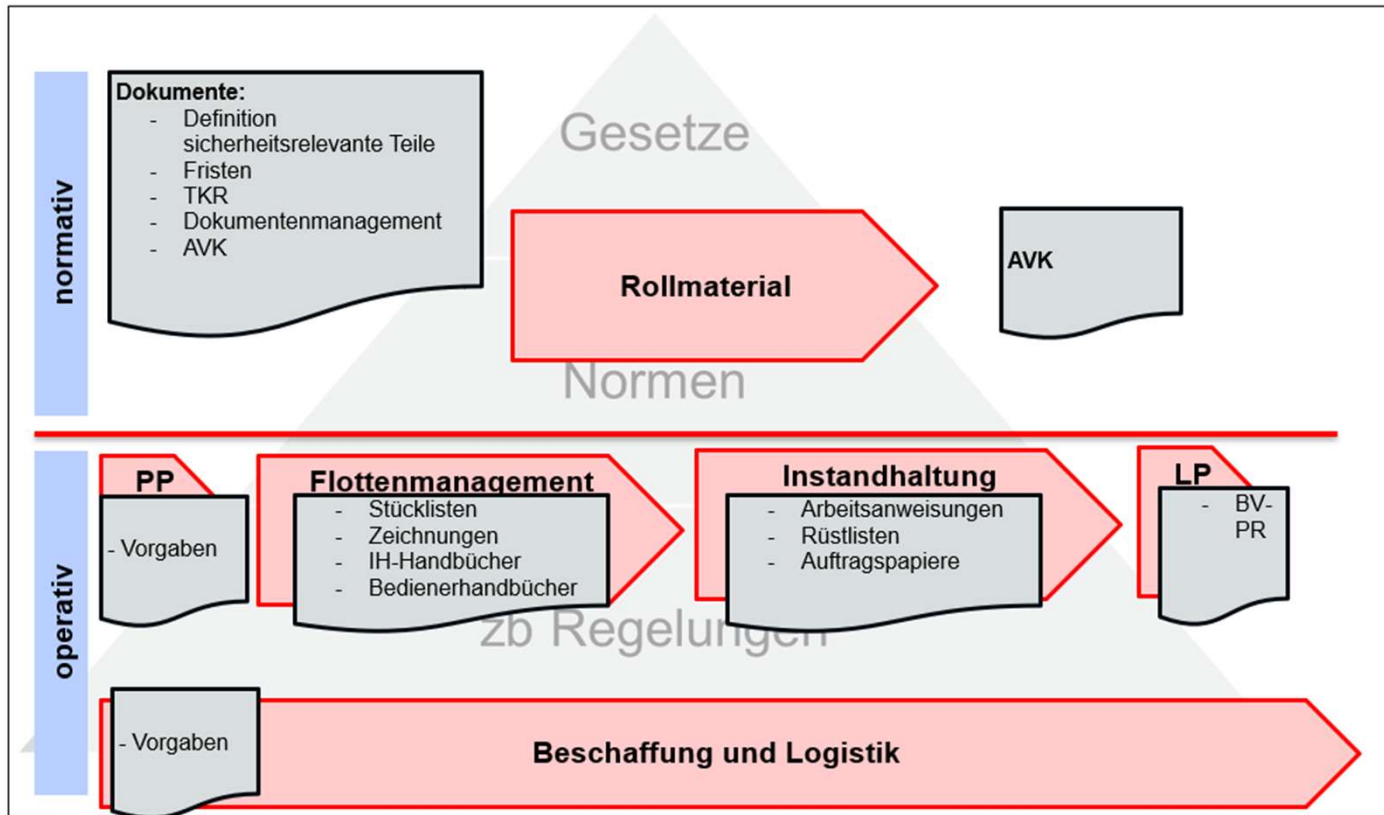 normativ
Dokumente:
- Definition
sicherheitsrelevante Teile
- Fristen
- TKR
- Dokumentenmanagement
- AVK
Gesetze
Rollmaterial
AVK
Normen
operativ
PP
- Vorgaben
Flottenmanagement
- Stücklisten
- Zeichnungen
- IH-Handbücher
- Bedienerhandbücher
Instandhaltung
- Arbeitsanweisungen
- Rüstlisten
- Auftragspapiere
LP
- BV-
PR
zb Regelungen
- Vorgaben
Beschaffung und Logistik